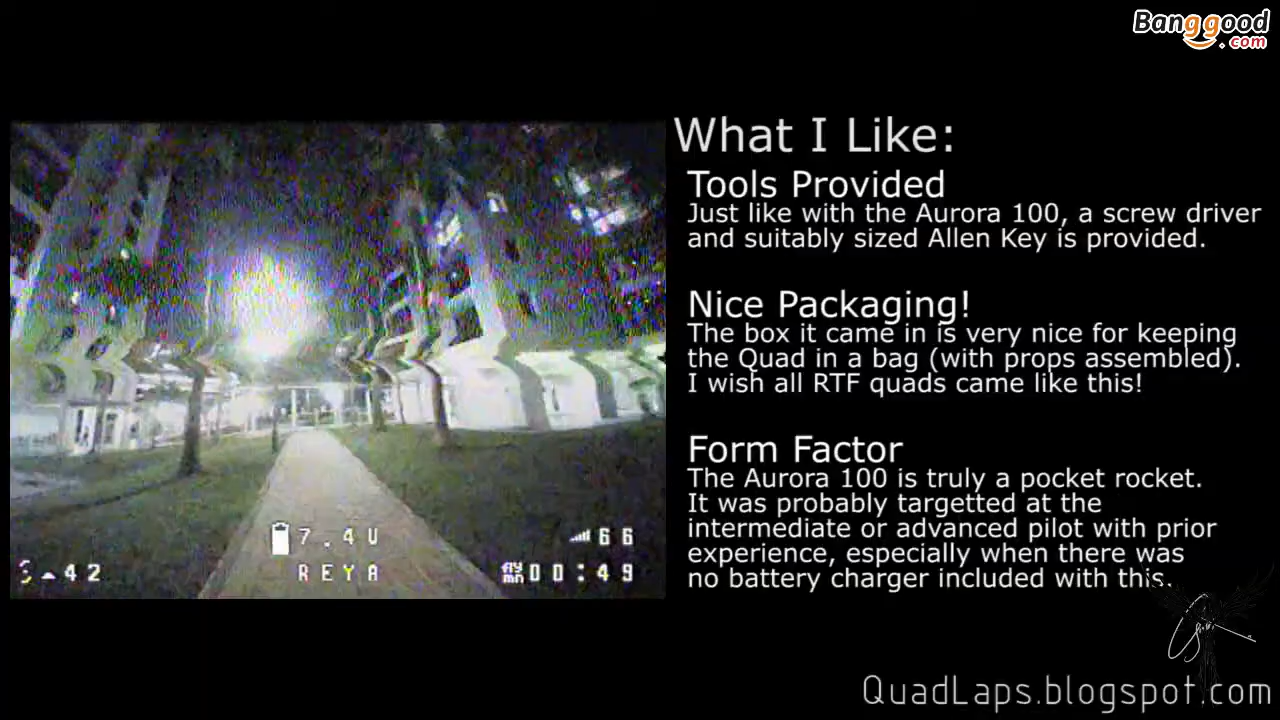 Banggood
.com
What I Like:
Tools Provided
Just like with the Aurora 100, a screw driver
and suitably sized Allen Key is provided.
Nice Packaging!
The box it came in is very nice for keeping
the Quad in a bag (with props assembled).
I wish all RTF quads came like this!
Form Factor
The Aurora 100 is truly a pocket rocket.
It was probably targetted at the
intermediate or advanced pilot with prior
experience, especially when there was
no battery charger included with this.
7.4V
66
42
REYA
fly mn 00:49
QuadLaps.blogspot.com